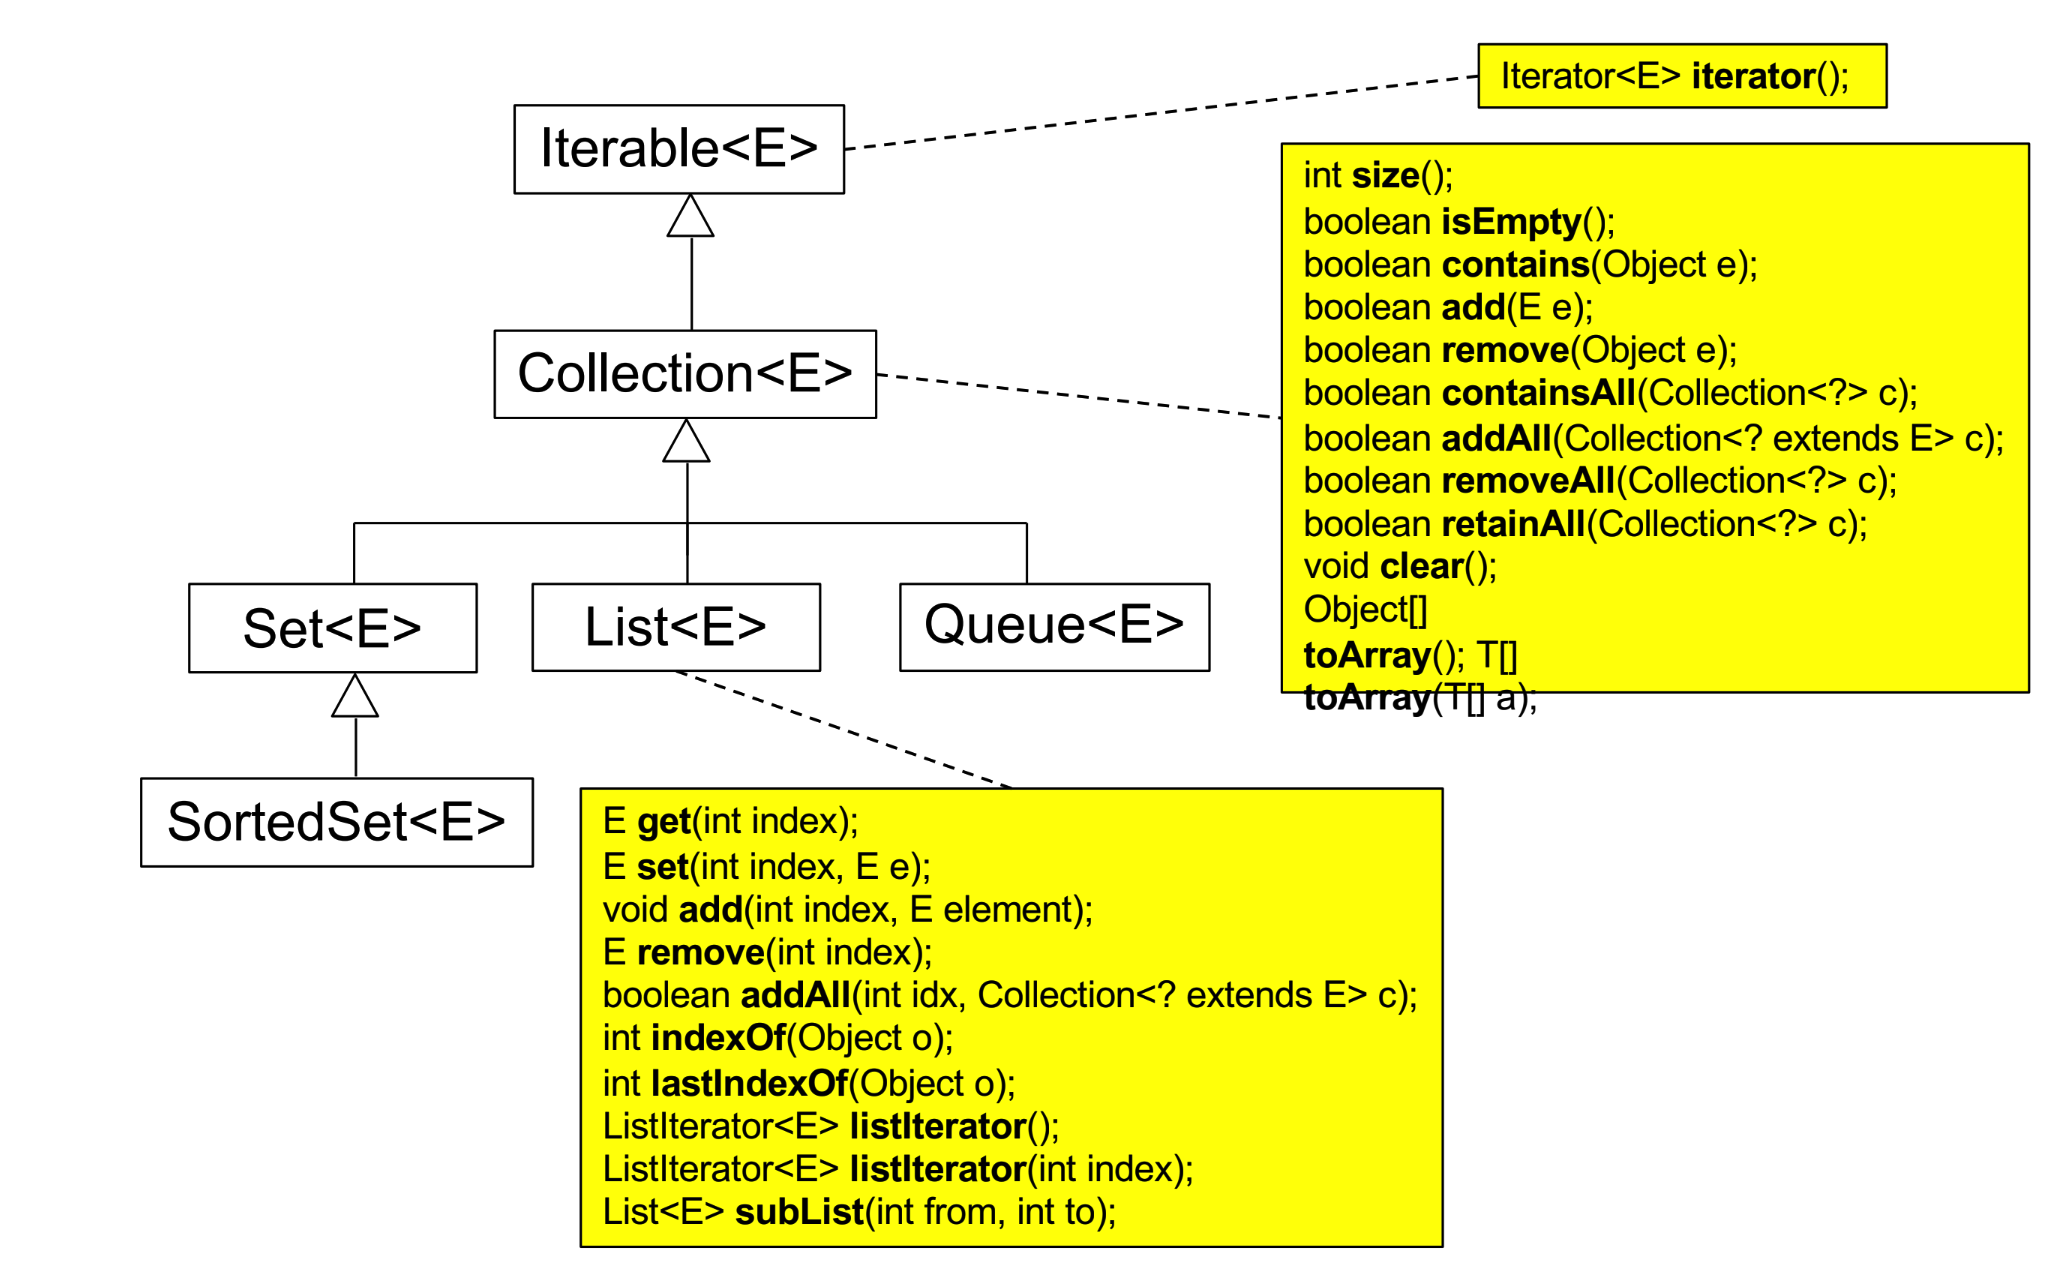 Iterator<E> iterator();
Iterable<E>
int size();
boolean isEmpty();
boolean contains(Object e);
boolean add(E e);
boolean remove(Object e);
boolean containsAll(Collection<?> c);
boolean addAll(Collection<? extends E> c);
boolean removeAll(Collection<?> c);
boolean retainAll(Collection<?> c);
void clear();
Object[]
toArray(); T[]
toArray(T[] a);
Collection<E>
Set<E>
List<E>
Queue<E>
SortedSet<E>
E get(int index);
E set(int index, E e);
void add(int index, E element);
E remove(int index);
boolean addAll(int idx, Collection<? extends E> c);
int indexOf(Object o);
int lastIndexOf(Object o);
ListIterator<E> listIterator();
ListIterator<E> listIterator(int index);
List<E> subList(int from, int to);